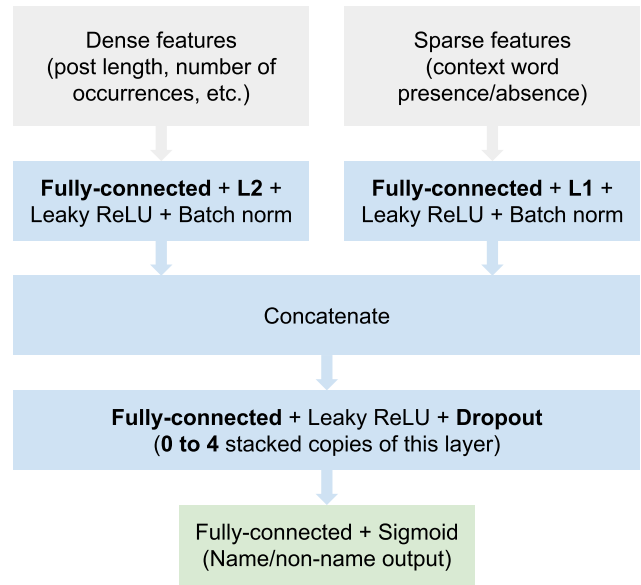 Dense features
(post length, number of
occurrences, etc.)
Sparse features
(context word
presence/absence)
Fully-connected + L2 +
Leaky ReLU + Batch norm
Fully-connected + L1 +
Leaky ReLU + Batch norm
Concatenate
Fully-connected + Leaky ReLU + Dropout
(0 to 4 stacked copies of this layer)
Fully-connected + Sigmoid
(Name/non-name output)